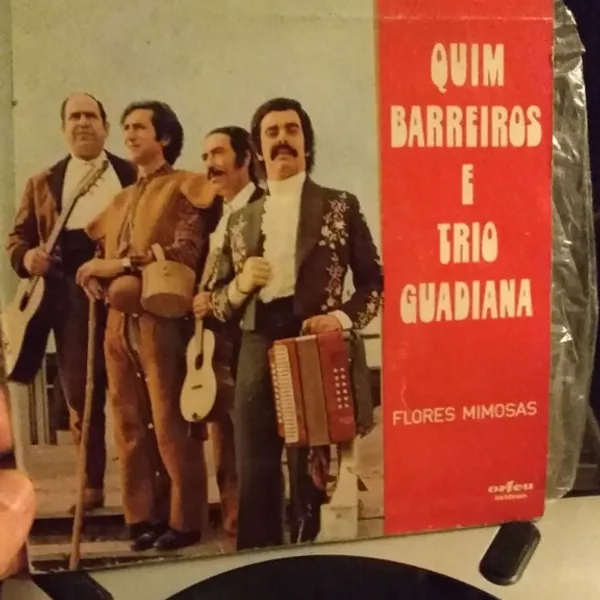 QUIM
BARREIROS
E
TRIO
GUADIANA
FLORES MIMOSAS
orfeu